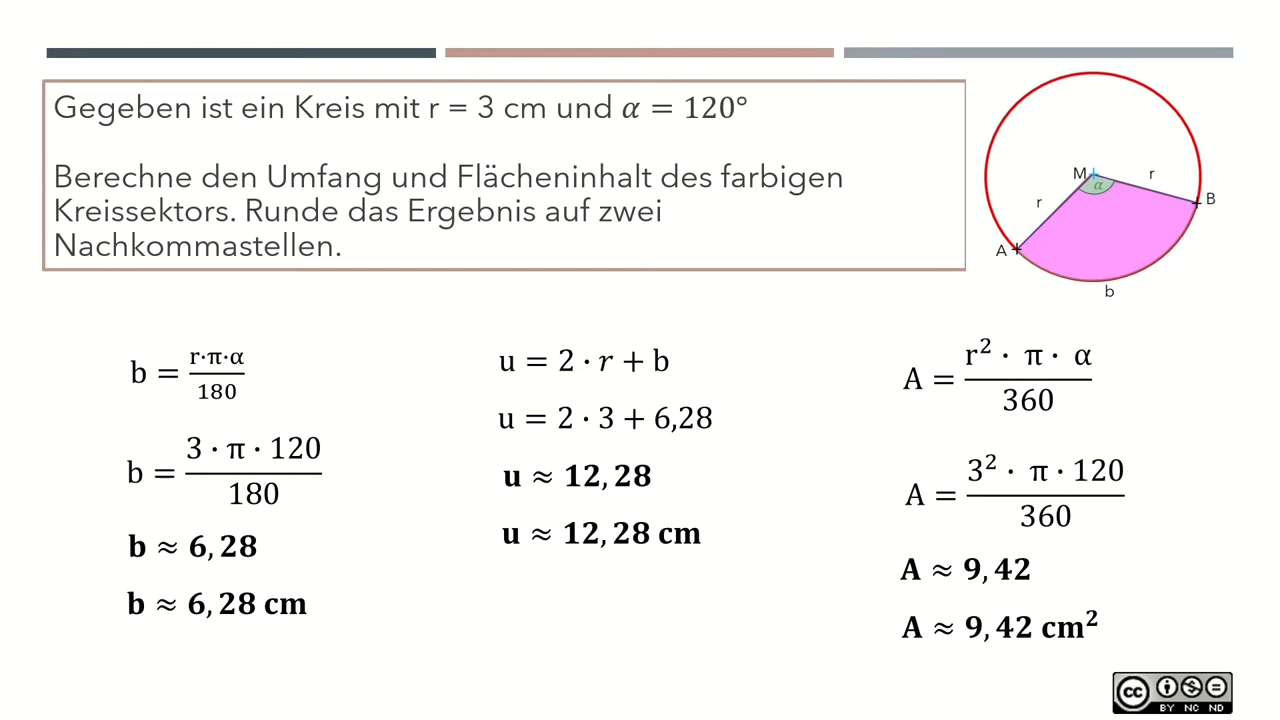 Gegeben ist ein Kreis mit r = 3 cm und α = 120°
Berechne den Umfang und Flächeninhalt des farbigen
Kreissektors. Runde das Ergebnis auf zwei
Nachkommastellen.
M
r
α
r
B
A
b
b = r·π·α / 180
b = 3 · π · 120 / 180
b ≈ 6,28
b ≈ 6,28 cm
u = 2 · r + b
u = 2 · 3 + 6,28
u ≈ 12,28
u ≈ 12,28 cm
A = r² · π · α / 360
A = 3² · π · 120 / 360
A ≈ 9,42
A ≈ 9,42 cm²
cc
BY NC ND